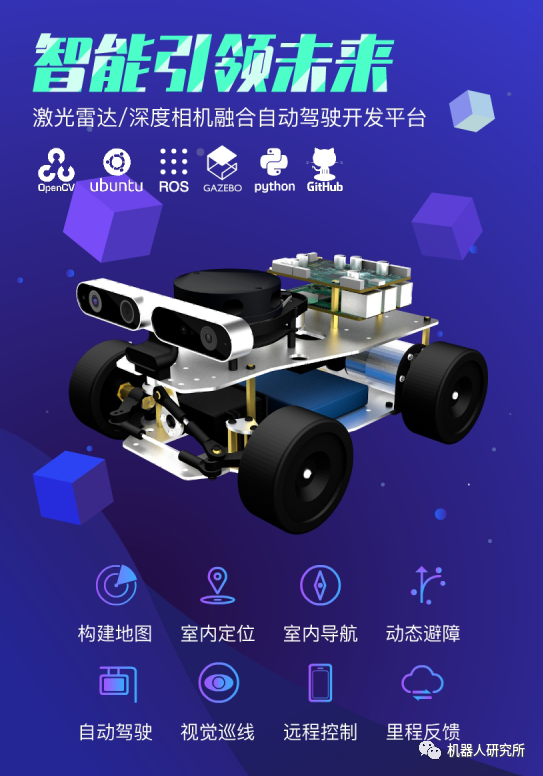 智能引领未来
激光雷达/深度相机融合自动驾驶开发平台
OpenCV ubuntu ROS GAZEBO python GitHub
构建地图 室内定位 室内导航 动态避障
自动驾驶 视觉巡线 远程控制 里程反馈
机器人研究所